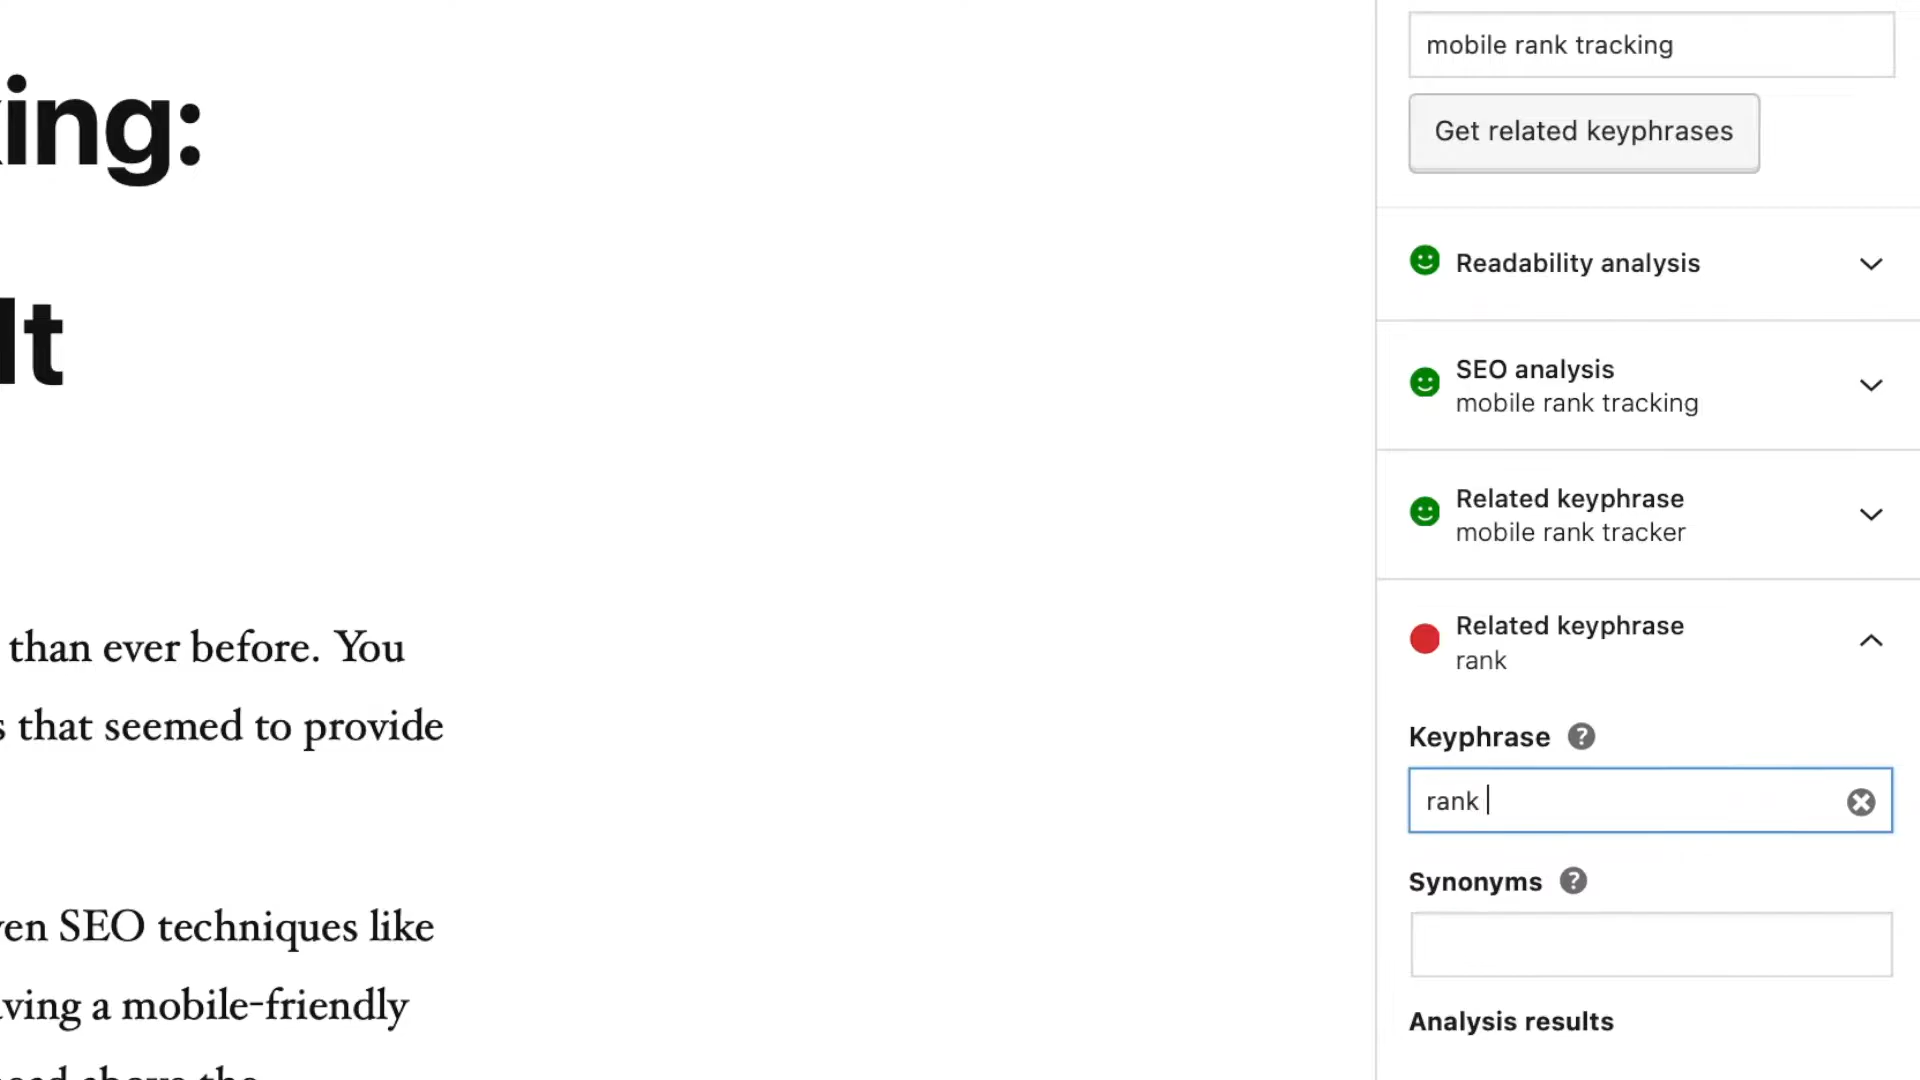 ing:
It
than ever before. You
s that seemed to provide
ven SEO techniques like
aving a mobile-friendly
mobile rank tracking
Get related keyphrases
Readability analysis
SEO analysis
mobile rank tracking
Related keyphrase
mobile rank tracker
Related keyphrase
rank
Keyphrase ?
rank
Synonyms ?
Analysis results